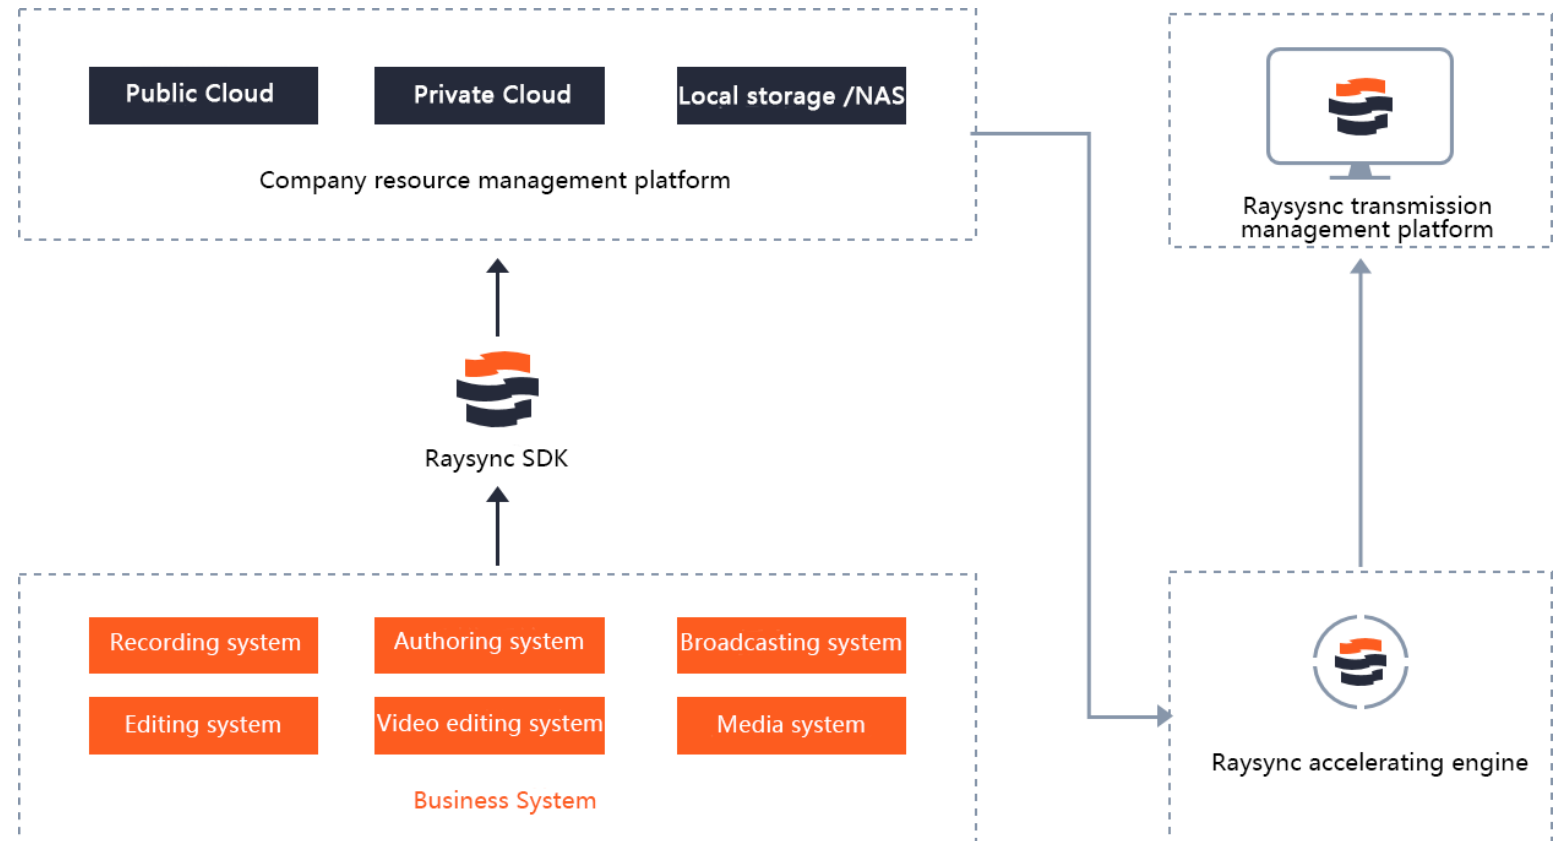 Public Cloud
Private Cloud
Local storage /NAS
Company resource management platform
Raysysnc transmission
management platform
Raysync SDK
Recording system
Authoring system
Broadcasting system
Editing system
Video editing system
Media system
Business System
Raysync accelerating engine